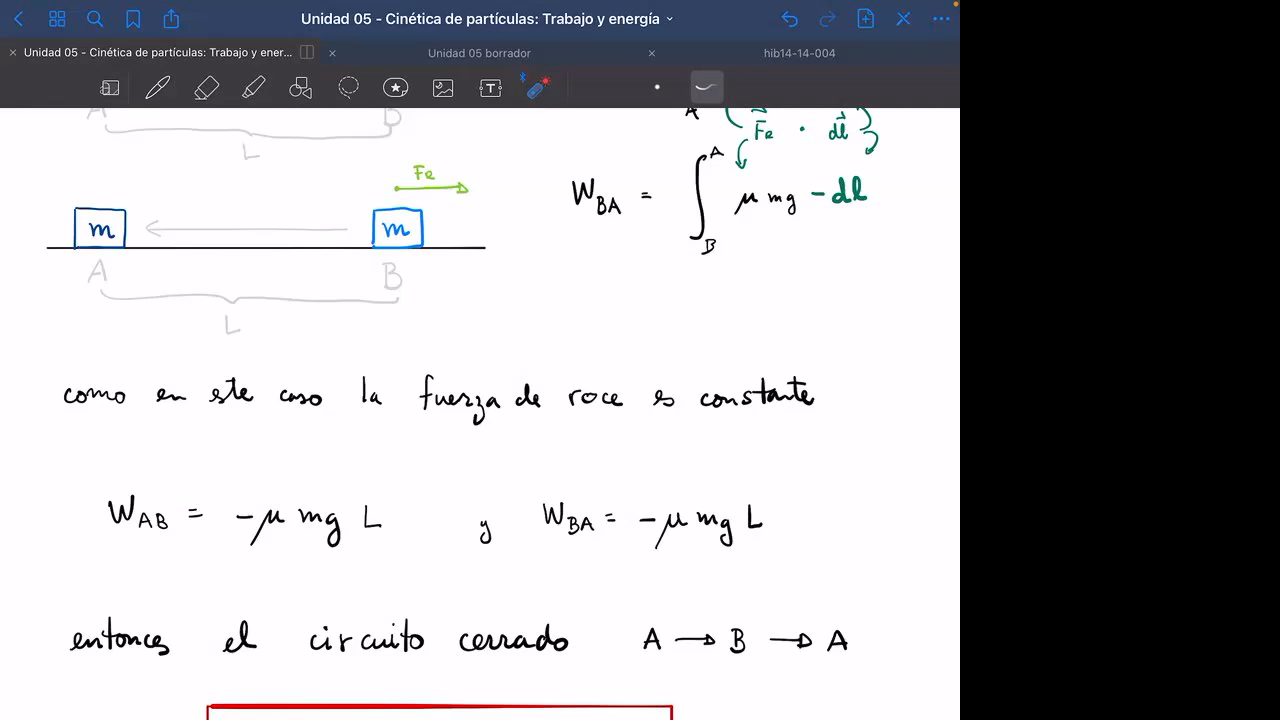 Unidad 05 - Cinética de partículas: Trabajo y energía
Unidad 05 - Cinética de partículas: Trabajo y ener...
Unidad 05 borrador
hib14-14-004
A B
L
Fe
m m
A B
L
A
Fe · dl
W_BA = ∫_B^A μ mg - dl
como en este caso la fuerza de roce es constante
W_AB = - μ mg L y W_BA = - μ mg L
entonces el circuito cerrado A → B → A